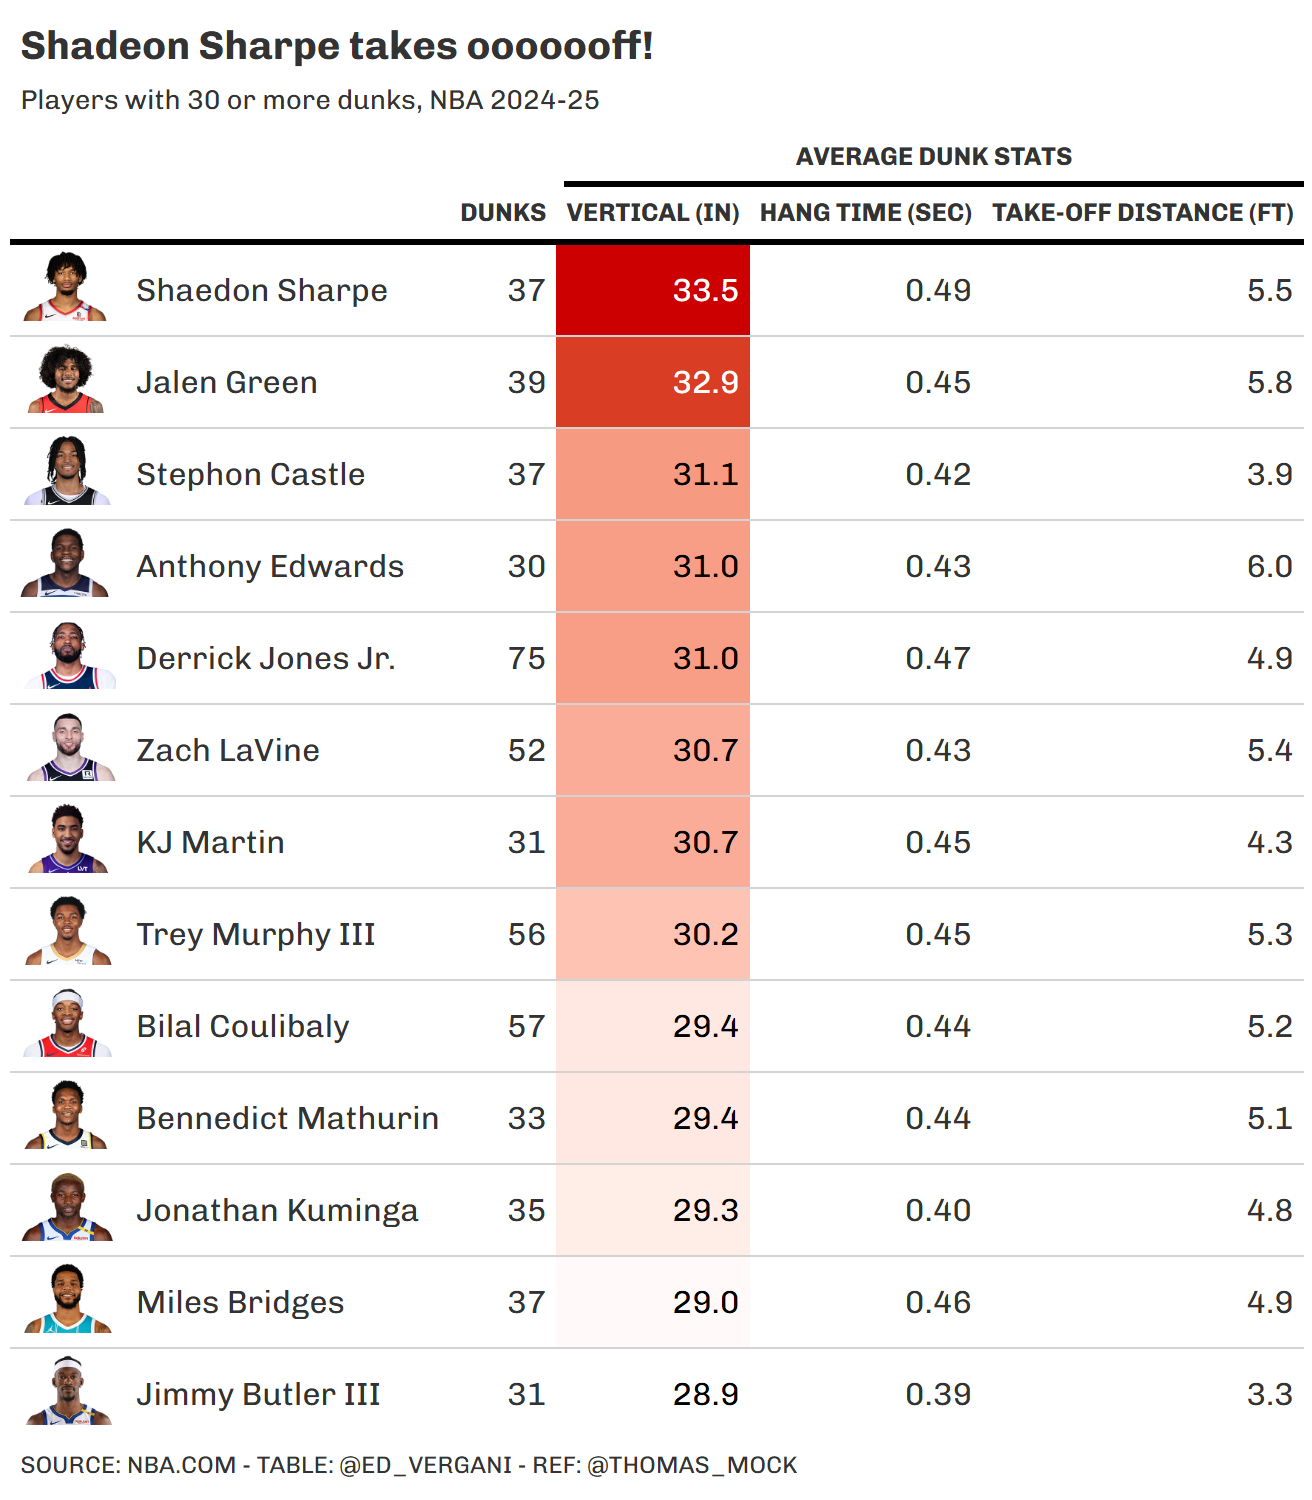 Shadeon Sharpe takes ooooooff!
Players with 30 or more dunks, NBA 2024-25
AVERAGE DUNK STATS
DUNKS VERTICAL (IN) HANG TIME (SEC) TAKE-OFF DISTANCE (FT)
Shaedon Sharpe 37 33.5 0.49 5.5
Jalen Green 39 32.9 0.45 5.8
Stephon Castle 37 31.1 0.42 3.9
Anthony Edwards 30 31.0 0.43 6.0
Derrick Jones Jr. 75 31.0 0.47 4.9
Zach LaVine 52 30.7 0.43 5.4
KJ Martin 31 30.7 0.45 4.3
Trey Murphy III 56 30.2 0.45 5.3
Bilal Coulibaly 57 29.4 0.44 5.2
Bennedict Mathurin 33 29.4 0.44 5.1
Jonathan Kuminga 35 29.3 0.40 4.8
Miles Bridges 37 29.0 0.46 4.9
Jimmy Butler III 31 28.9 0.39 3.3
SOURCE: NBA.COM - TABLE: @ED_VERGANI - REF: @THOMAS_MOCK